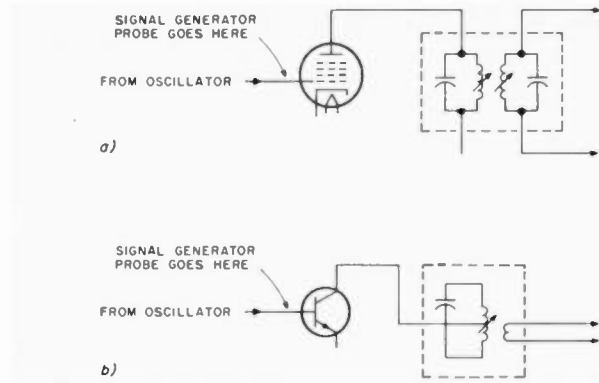 SIGNAL GENERATOR
PROBE GOES HERE
FROM OSCILLATOR
a)
SIGNAL GENERATOR
PROBE GOES HERE
FROM OSCILLATOR
b)